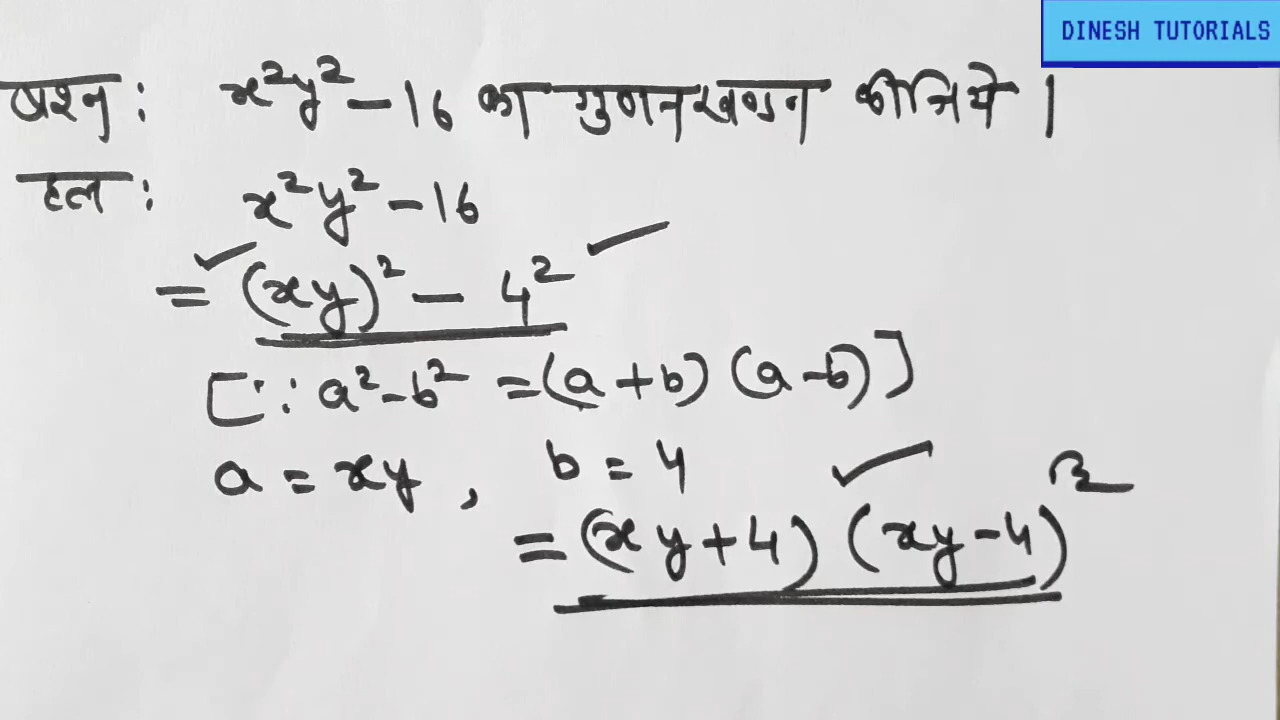 DINESH TUTORIALS
प्रश्न: x²y² - 16 का गुणनखण्डन कीजिये।
हल: x²y² - 16
= (xy)² - 4²
[∵ a² - b² = (a + b) (a - b)]
a = xy, b = 4
= (xy + 4) (xy - 4)